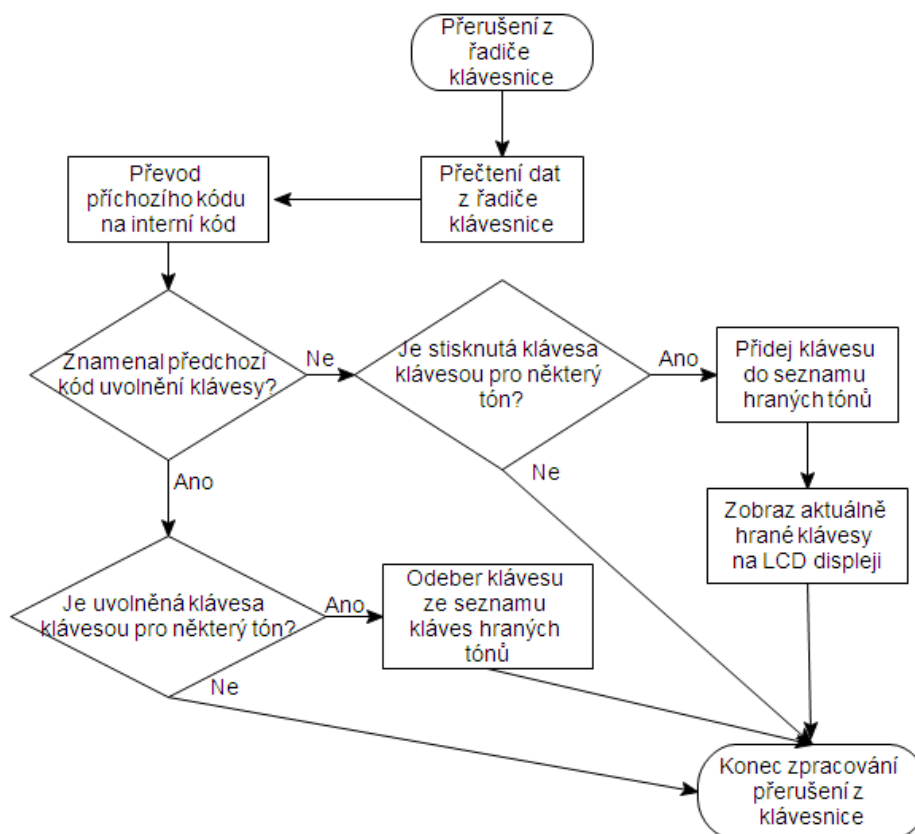 Přerušení z
řadiče
klávesnice
Převod
příchozího kódu
na interní kód
Přečtení dat
z řadiče
klávesnice
Znamenal předchozí
kód uvolnění klávesy?
Ne
Je stisknutá klávesa
klávesou pro některý
tón?
Ano
Přidej klávesu
do seznamu
hraných tónů
Ano
Ne
Zobraz aktuálně
hrané klávesy
na LCD displeji
Je uvolněná klávesa
klávesou pro některý tón?
Ano
Odeber klávesu
ze seznamu
kláves hraných
tónů
Ne
Konec zpracování
přerušení z
klávesnice